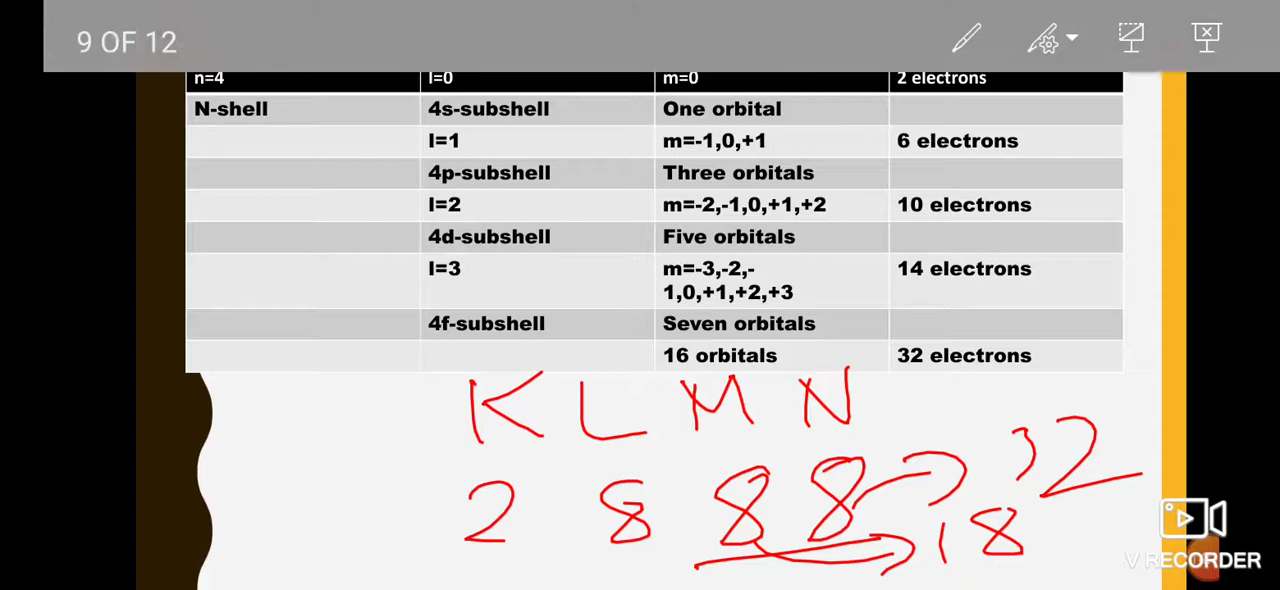 9 OF 12
n=4 l=0 m=0 2 electrons
N-shell 4s-subshell One orbital
l=1 m=-1,0,+1 6 electrons
4p-subshell Three orbitals
l=2 m=-2,-1,0,+1,+2 10 electrons
4d-subshell Five orbitals
l=3 m=-3,-2,- 14 electrons
1,0,+1,+2,+3
4f-subshell Seven orbitals
16 orbitals 32 electrons
K L M N
32
2 8 8 8 18
V RECORDER